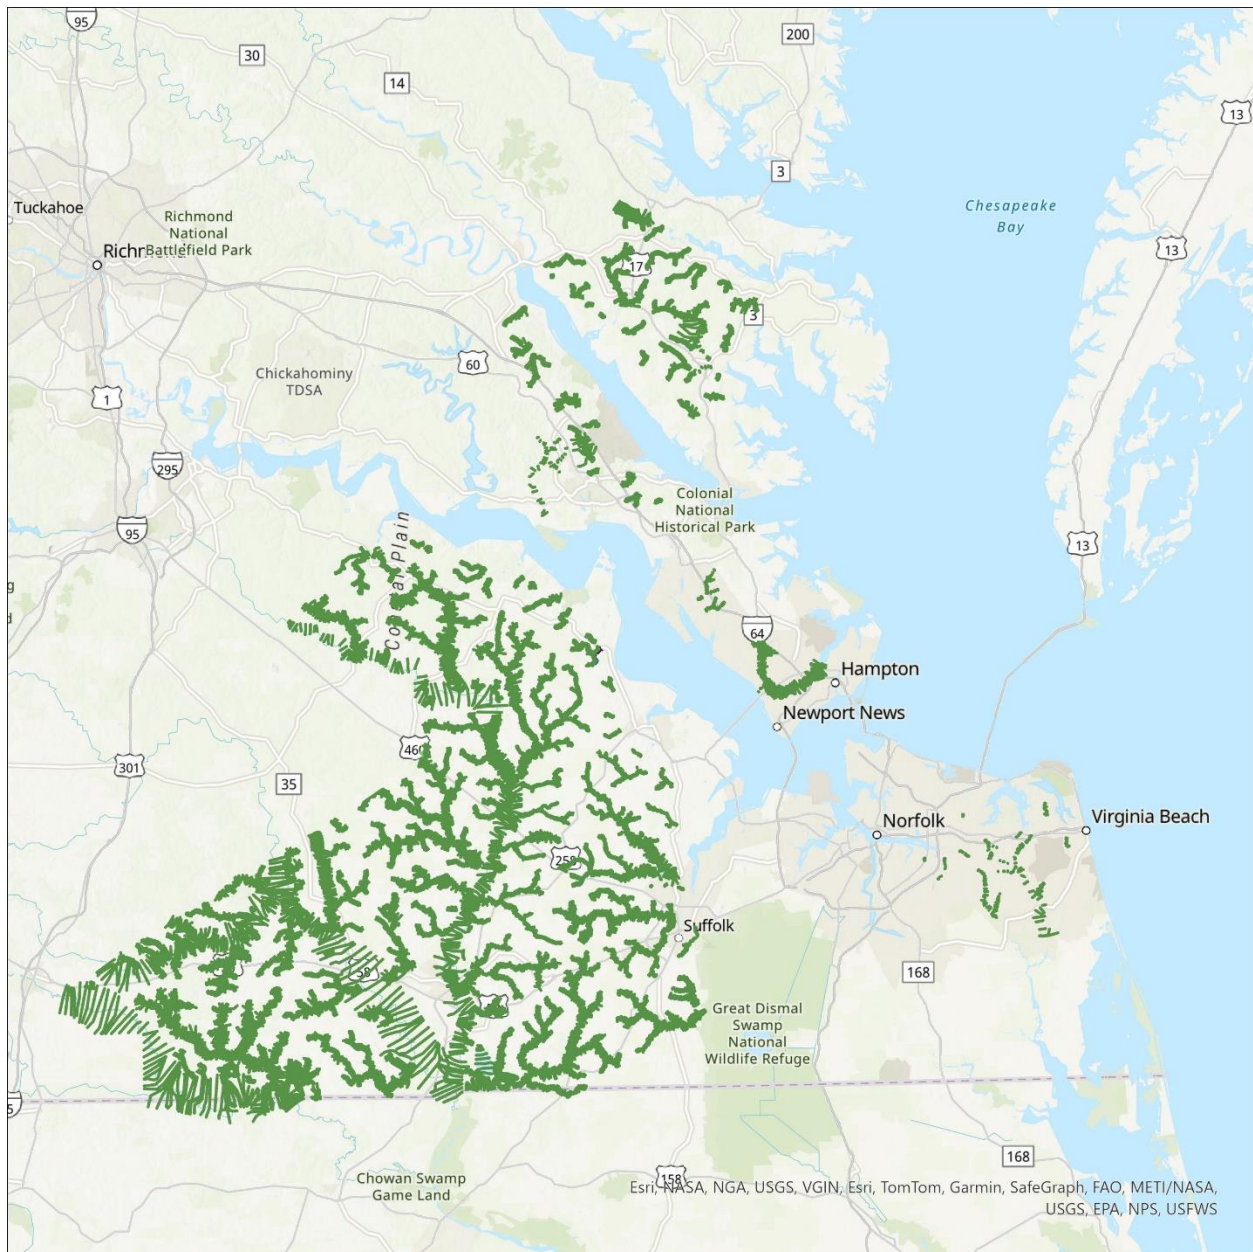 95
200
30
14
13
3
Chesapeake
Bay
Tuckahoe
Richmond
National
Battlefield Park
13
17
3
60
Chickahominy
TDSA
1
295
Colonial
National
Historical Park
95
13
Coastal Plain
64
Hampton
Newport News
460
301
35
Norfolk
Virginia Beach
258
Suffolk
58
168
Great Dismal
Swamp
National
Wildlife Refuge
168
158
Chowan Swamp
Game Land
Esri, NASA, NGA, USGS, VGIN, Esri, TomTom, Garmin, SafeGraph, FAO, METI/NASA,
USGS, EPA, NPS, USFWS